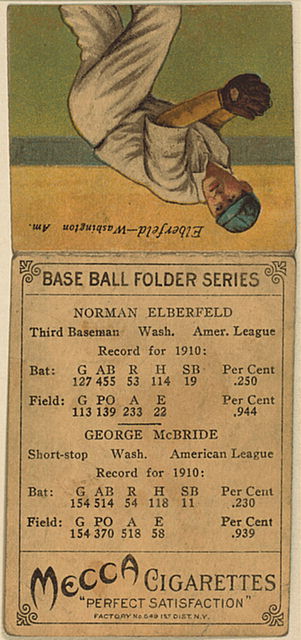 Elberfeld—Washington
Am.
BASE BALL FOLDER SERIES
NORMAN ELBERFELD
Third Baseman Wash. Amer. League
Record for 1910:
Bat: G AB R H SB Per Cent
127 455 53 114 19 .250
Field: G PO A E Per Cent
113 139 233 22 .944
GEORGE McBRIDE
Short-stop Wash. American League
Record for 1910:
Bat: G AB R H SB Per Cent
154 514 54 118 11 .230
Field: G PO A E Per Cent
154 370 518 58 .939
MECCA CIGARETTES
"PERFECT SATISFACTION"
FACTORY No 649 1ST DIST. N.Y.